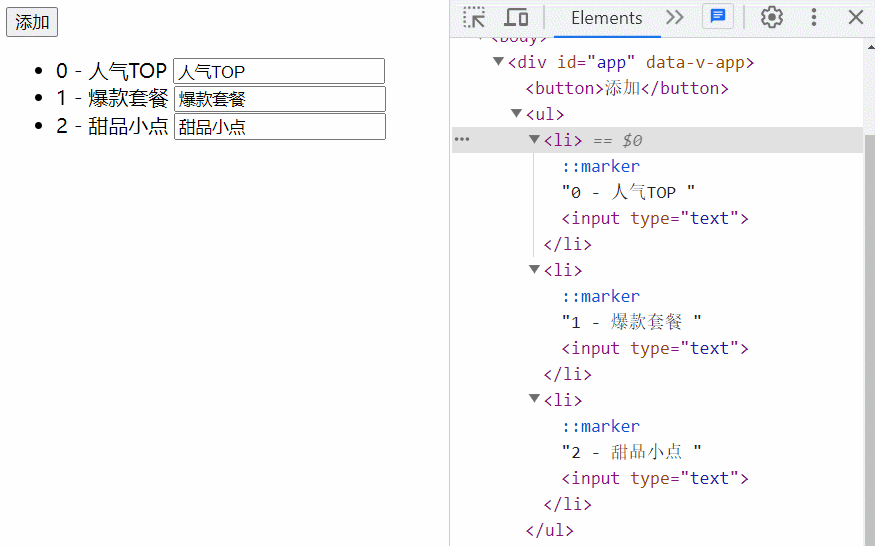 添加
0 - 人气TOP 人气TOP
1 - 爆款套餐 爆款套餐
2 - 甜品小点 甜品小点
Elements
<body>
<div id="app" data-v-app>
<button>添加</button>
<ul>
<li> == $0
::marker
"0 - 人气TOP "
<input type="text">
</li>
<li>
::marker
"1 - 爆款套餐 "
<input type="text">
</li>
<li>
::marker
"2 - 甜品小点 "
<input type="text">
</li>
</ul>